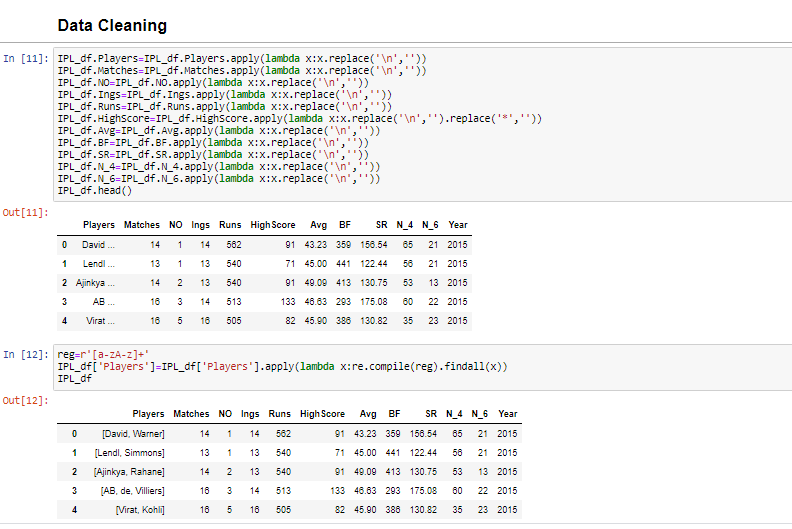 Data Cleaning
In [11]: IPL_df.Players=IPL_df.Players.apply(lambda x:x.replace('\n',''))
IPL_df.Matches=IPL_df.Matches.apply(lambda x:x.replace('\n',''))
IPL_df.NO=IPL_df.NO.apply(lambda x:x.replace('\n',''))
IPL_df.Ings=IPL_df.Ings.apply(lambda x:x.replace('\n',''))
IPL_df.Runs=IPL_df.Runs.apply(lambda x:x.replace('\n',''))
IPL_df.HighScore=IPL_df.HighScore.apply(lambda x:x.replace('\n','').replace('*',''))
IPL_df.Avg=IPL_df.Avg.apply(lambda x:x.replace('\n',''))
IPL_df.BF=IPL_df.BF.apply(lambda x:x.replace('\n',''))
IPL_df.SR=IPL_df.SR.apply(lambda x:x.replace('\n',''))
IPL_df.N_4=IPL_df.N_4.apply(lambda x:x.replace('\n',''))
IPL_df.N_6=IPL_df.N_6.apply(lambda x:x.replace('\n',''))
IPL_df.head()
Out[11]:
Players Matches NO Ings Runs HighScore Avg BF SR N_4 N_6 Year
0 David ... 14 1 14 562 91 43.23 359 156.54 65 21 2015
1 Lendl ... 13 1 13 540 71 45.00 441 122.44 56 21 2015
2 Ajinkya ... 14 2 13 540 91 49.09 413 130.75 53 13 2015
3 AB ... 16 3 14 513 133 46.63 293 175.08 60 22 2015
4 Virat ... 16 5 16 505 82 45.90 386 130.82 35 23 2015
In [12]: reg=r'[a-zA-z]+'
IPL_df['Players']=IPL_df['Players'].apply(lambda x:re.compile(reg).findall(x))
IPL_df
Out[12]:
Players Matches NO Ings Runs HighScore Avg BF SR N_4 N_6 Year
0 [David, Warner] 14 1 14 562 91 43.23 359 156.54 65 21 2015
1 [Lendl, Simmons] 13 1 13 540 71 45.00 441 122.44 56 21 2015
2 [Ajinkya, Rahane] 14 2 13 540 91 49.09 413 130.75 53 13 2015
3 [AB, de, Villiers] 16 3 14 513 133 46.63 293 175.08 60 22 2015
4 [Virat, Kohli] 16 5 16 505 82 45.90 386 130.82 35 23 2015